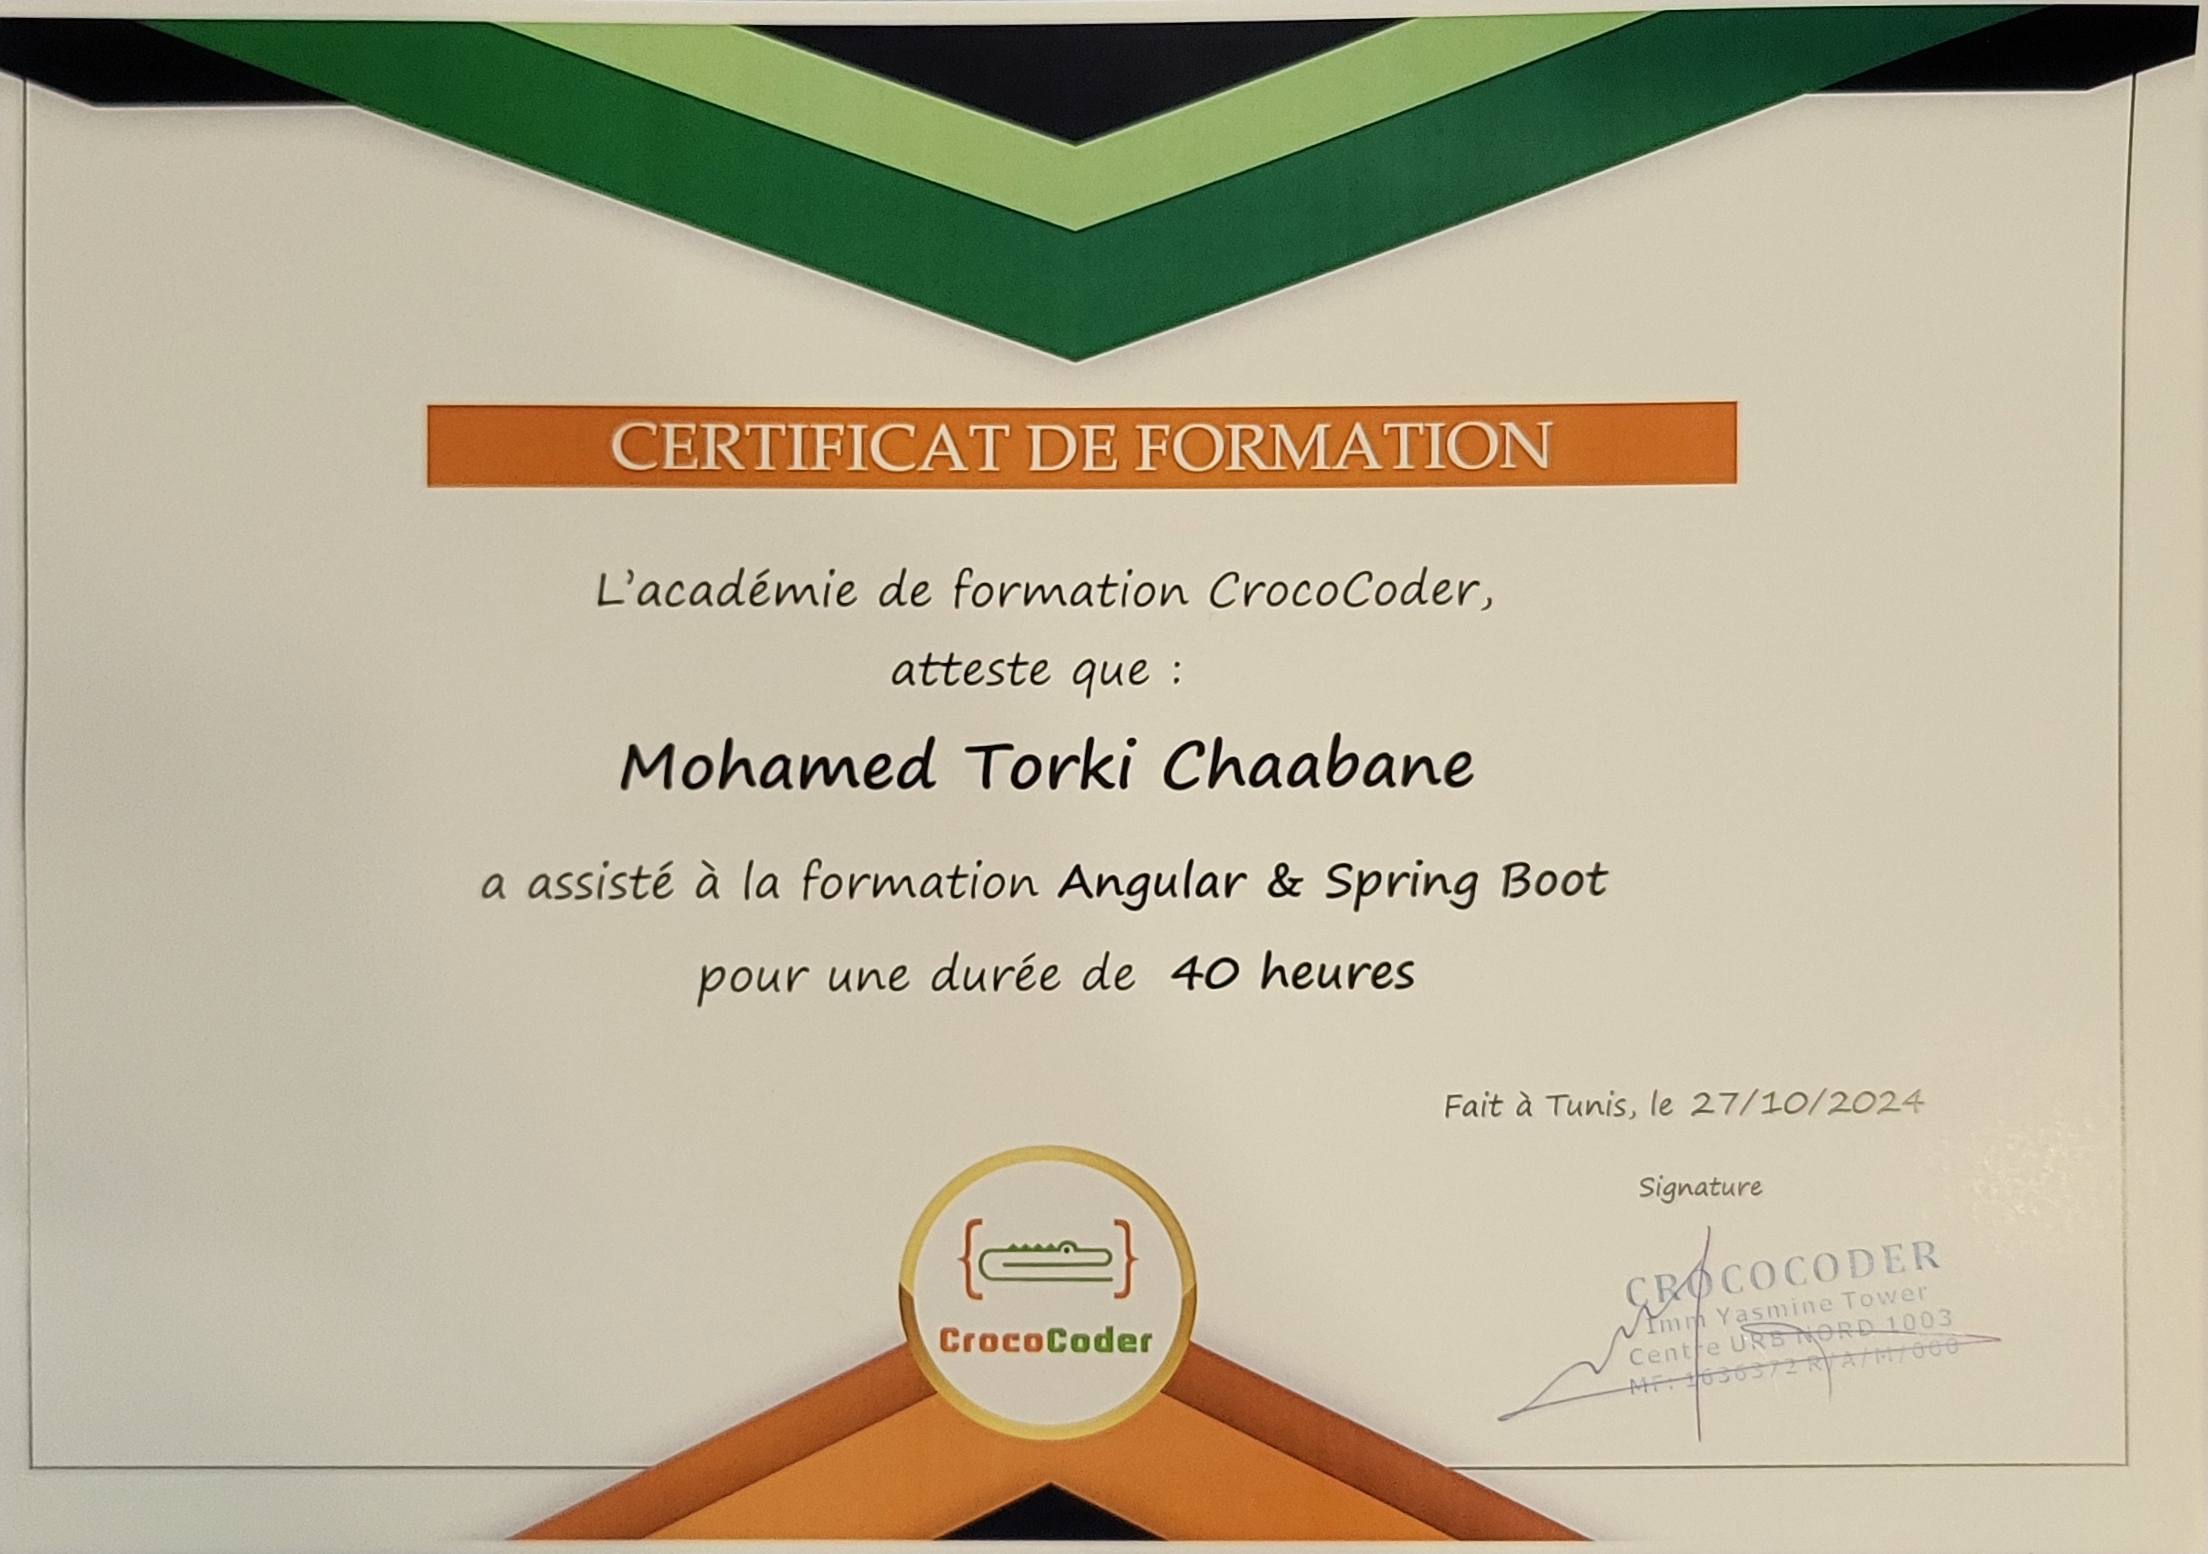 CERTIFICAT DE FORMATION
L'académie de formation CrocoCoder,
atteste que :
Mohamed Torki Chaabane
a assisté à la formation Angular & Spring Boot
pour une durée de 40 heures
Fait à Tunis, le 27/10/2024
Signature
CROCOCODER
Imm Yasmine Tower
Centre URB NORD 1003
MF: 1636372 R/A/M/000
CrocoCoder